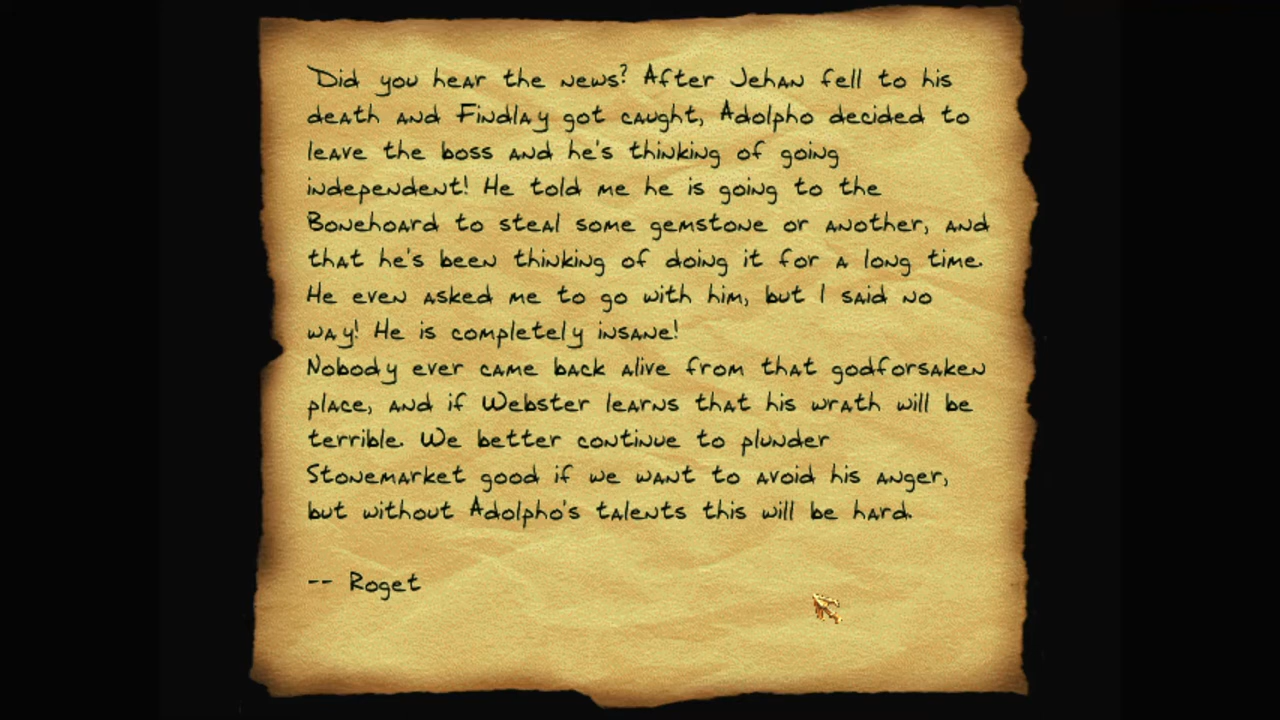 Did you hear the news? After Jehan fell to his
death and Findlay got caught, Adolpho decided to
leave the boss and he's thinking of going
independent! He told me he is going to the
Bonehoard to steal some gemstone or another, and
that he's been thinking of doing it for a long time.
He even asked me to go with him, but I said no
way! He is completely insane!
Nobody ever came back alive from that godforsaken
place, and if Webster learns that his wrath will be
terrible. We better continue to plunder
Stonemarket good if we want to avoid his anger,
but without Adolpho's talents this will be hard.
-- Roget